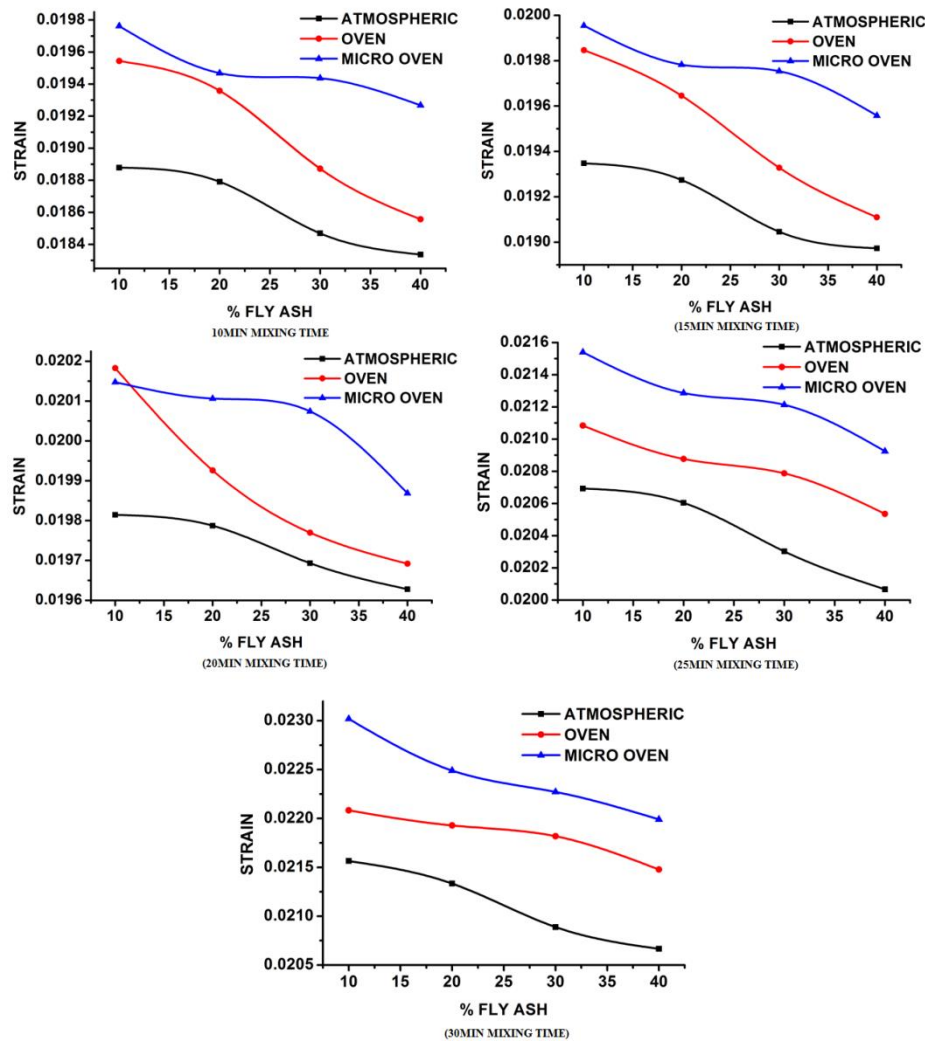 0.0198
0.0196
0.0194
0.0192
0.0190
0.0188
0.0186
0.0184
STRAIN
ATMOSPHERIC
OVEN
MICRO OVEN
10 15 20 25 30 35 40
% FLY ASH
10MIN MIXING TIME
0.0200
0.0198
0.0196
0.0194
0.0192
0.0190
STRAIN
ATMOSPHERIC
OVEN
MICRO OVEN
10 15 20 25 30 35 40
% FLY ASH
(15MIN MIXING TIME)
0.0202
0.0201
0.0200
0.0199
0.0198
0.0197
0.0196
STRAIN
ATMOSPHERIC
OVEN
MICRO OVEN
10 15 20 25 30 35 40
% FLY ASH
(20MIN MIXING TIME)
0.0216
0.0214
0.0212
0.0210
0.0208
0.0206
0.0204
0.0202
0.0200
STRAIN
ATMOSPHERIC
OVEN
MICRO OVEN
10 15 20 25 30 35 40
% FLY ASH
(25MIN MIXING TIME)
0.0230
0.0225
0.0220
0.0215
0.0210
0.0205
STRAIN
ATMOSPHERIC
OVEN
MICRO OVEN
10 15 20 25 30 35 40
% FLY ASH
(30MIN MIXING TIME)